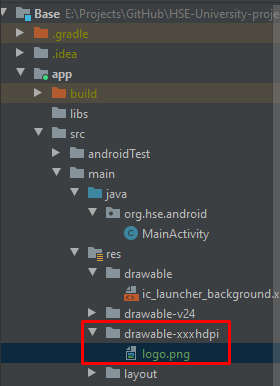 Base E:\Projects\GitHub\HSE-University-proje
.gradle
.idea
app
build
libs
src
androidTest
main
java
org.hse.android
MainActivity
res
drawable
ic_launcher_background.x
drawable-v24
drawable-xxxhdpi
logo.png
layout